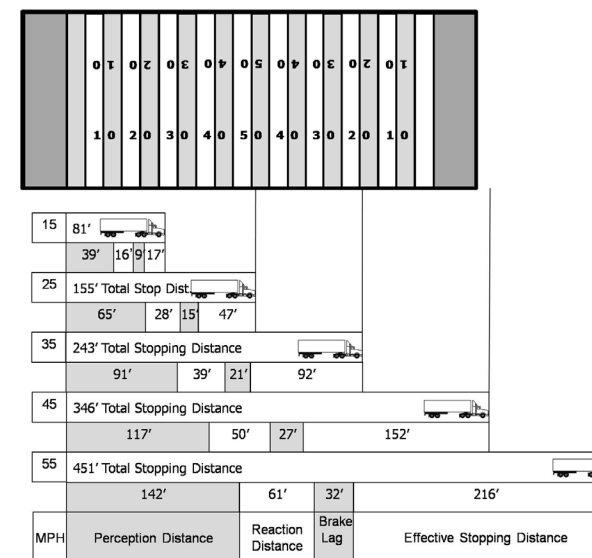 0 1 0 2 0 3 0 4 0 5 0 4 0 3 0 2 0 1
1 0 2 0 3 0 4 0 5 0 4 0 3 0 2 0 1 0
15 81'
39' 16' 9' 17'
25 155' Total Stop Dist.
65' 28' 15' 47'
35 243' Total Stopping Distance
91' 39' 21' 92'
45 346' Total Stopping Distance
117' 50' 27' 152'
55 451' Total Stopping Distance
142' 61' 32' 216'
MPH Perception Distance Reaction Distance Brake Lag Effective Stopping Distance